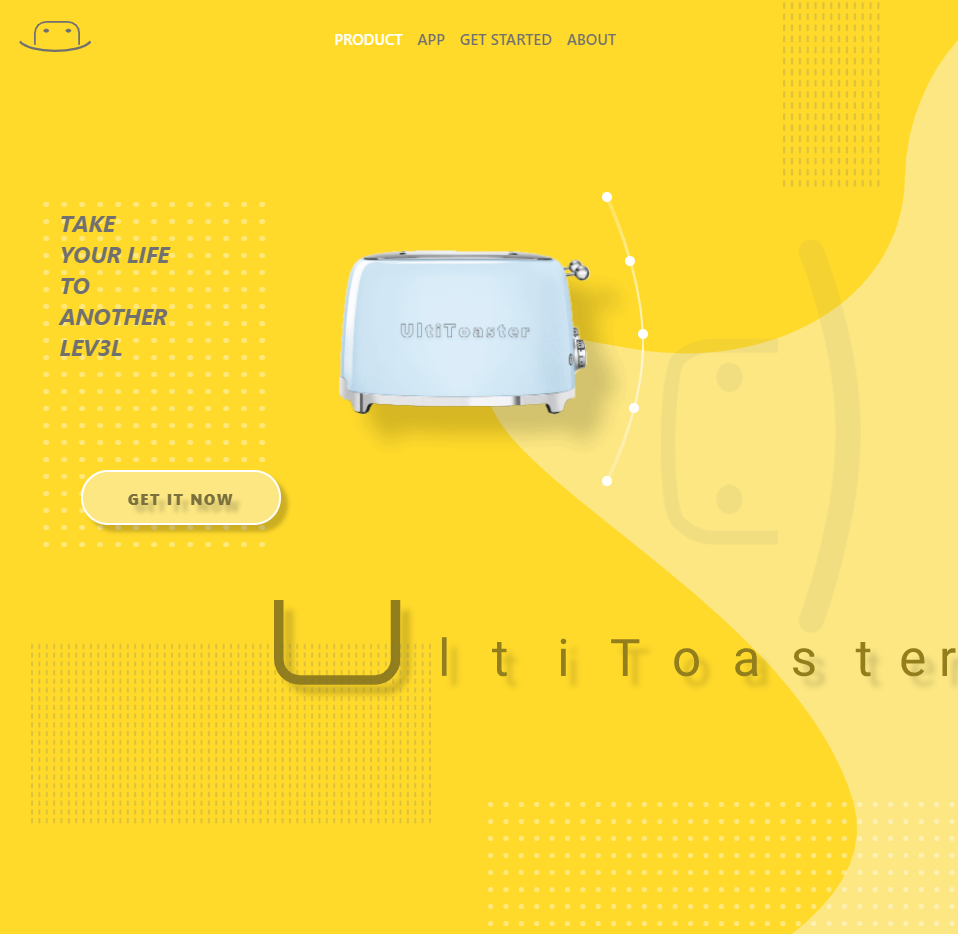 PRODUCT APP GET STARTED ABOUT
TAKE
YOUR LIFE
TO
ANOTHER
LEV3L
UltiToaster
GET IT NOW
UltiToaster